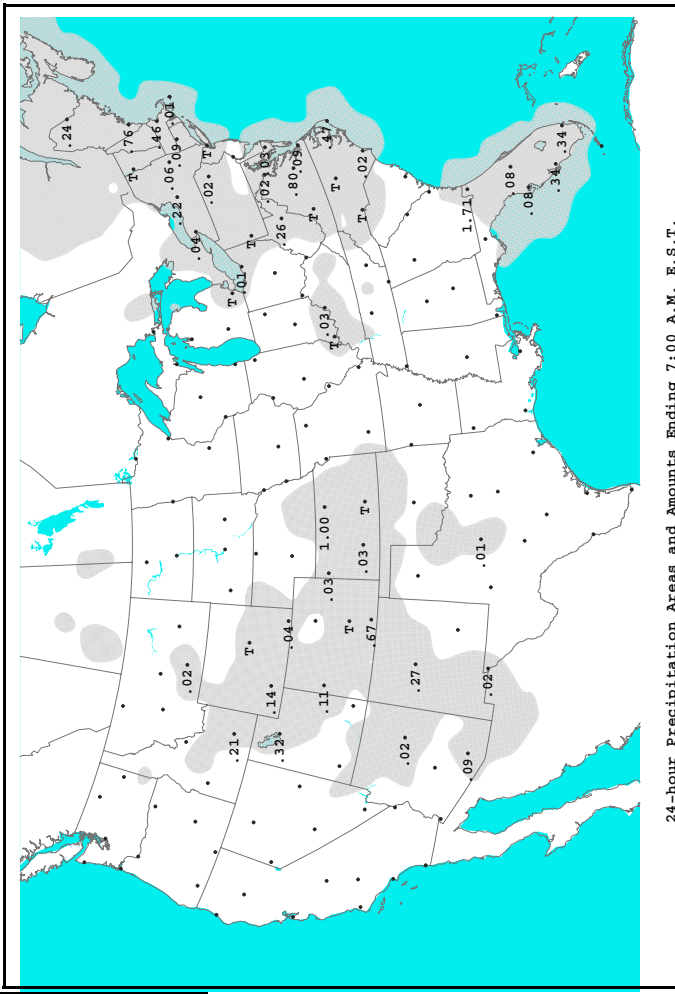 .24
.76
T
.46
.01
.09
.06
.22
.02
T
.02
.04
.21
T
T
.01
T
.14
.02
.03
.32
.26
.04
.80
.09
T
.11
.03
1.00
.03
T
.47
T
T
T
.67
.03
T
T
.02
.02
.27
.09
1.71
.01
.02
.08
.08
.34
.34
24-hour Precipitation Areas and Amounts Ending 7:00 A.M. E.S.T.